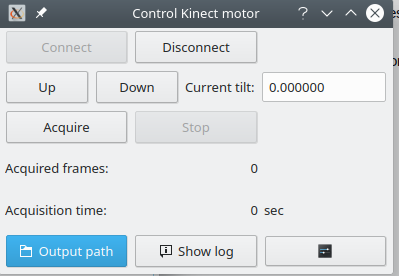 Control Kinect motor
Connect Disconnect
Up Down Current tilt: 0.000000
Acquire Stop
Acquired frames: 0
Acquisition time: 0 sec
Output path Show log